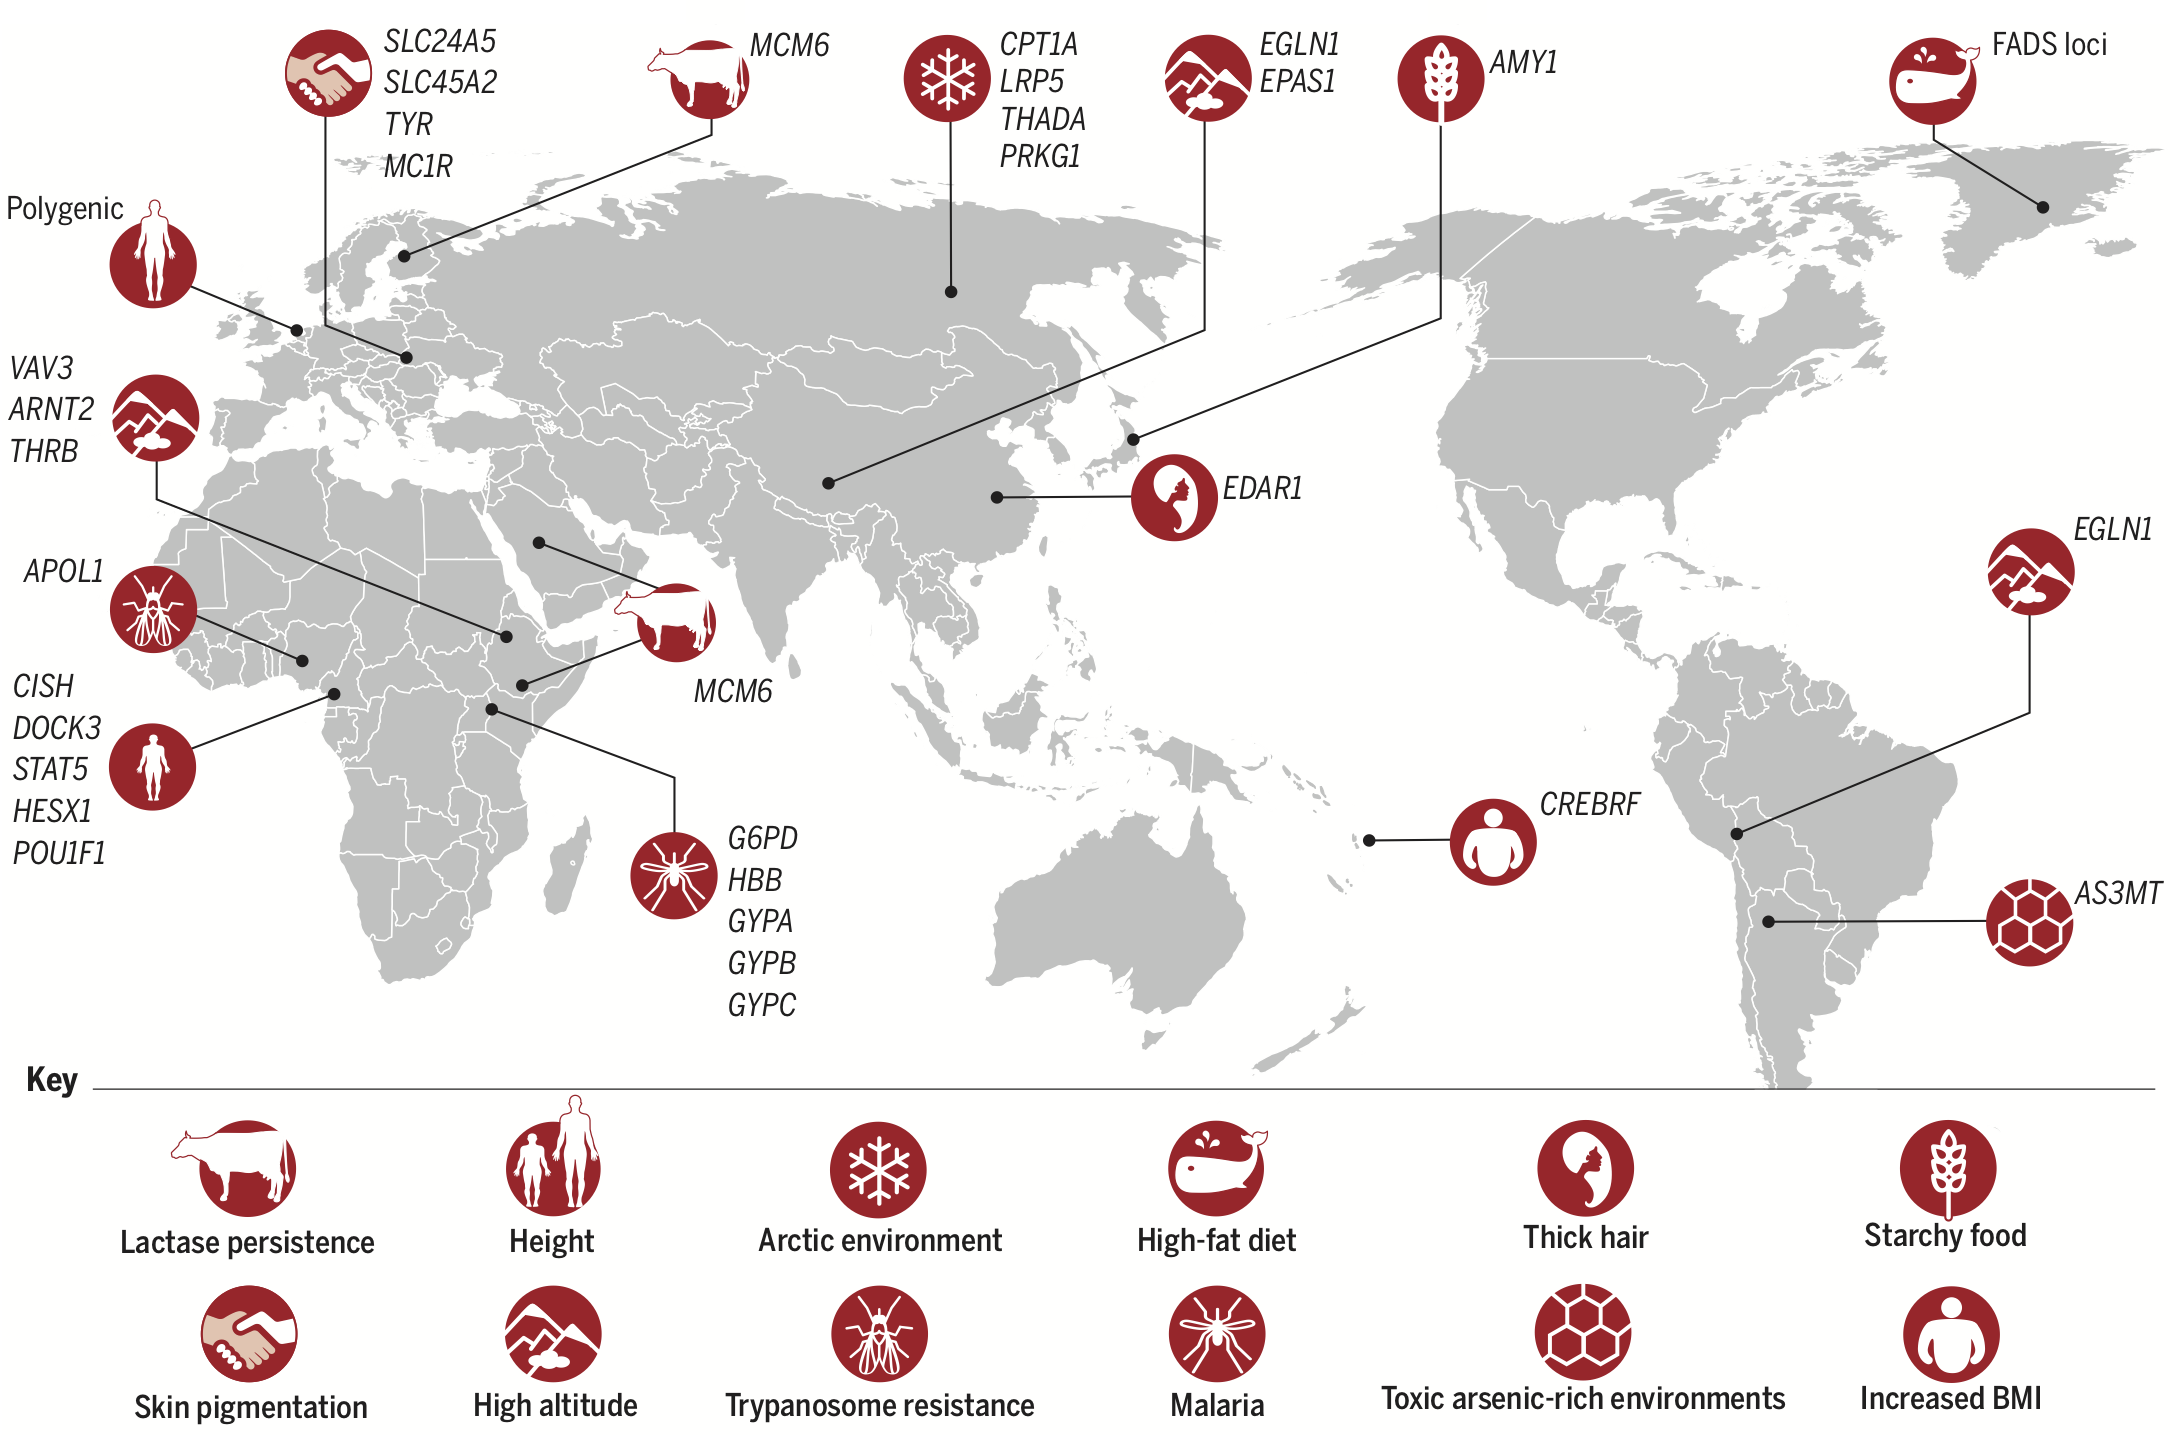 SLC24A5
SLC45A2
TYR
MC1R
MCM6
CPT1A
LRP5
THADA
PRKG1
EGLN1
EPAS1
AMY1
FADS loci
Polygenic
VAV3
ARNT2
THRB
EDAR1
EGLN1
APOL1
MCM6
CISH
DOCK3
STAT5
HESX1
POU1F1
G6PD
HBB
GYPA
GYPB
GYPC
CREBRF
AS3MT
Key
Lactase persistence
Height
Arctic environment
High-fat diet
Thick hair
Starchy food
Skin pigmentation
High altitude
Trypanosome resistance
Malaria
Toxic arsenic-rich environments
Increased BMI